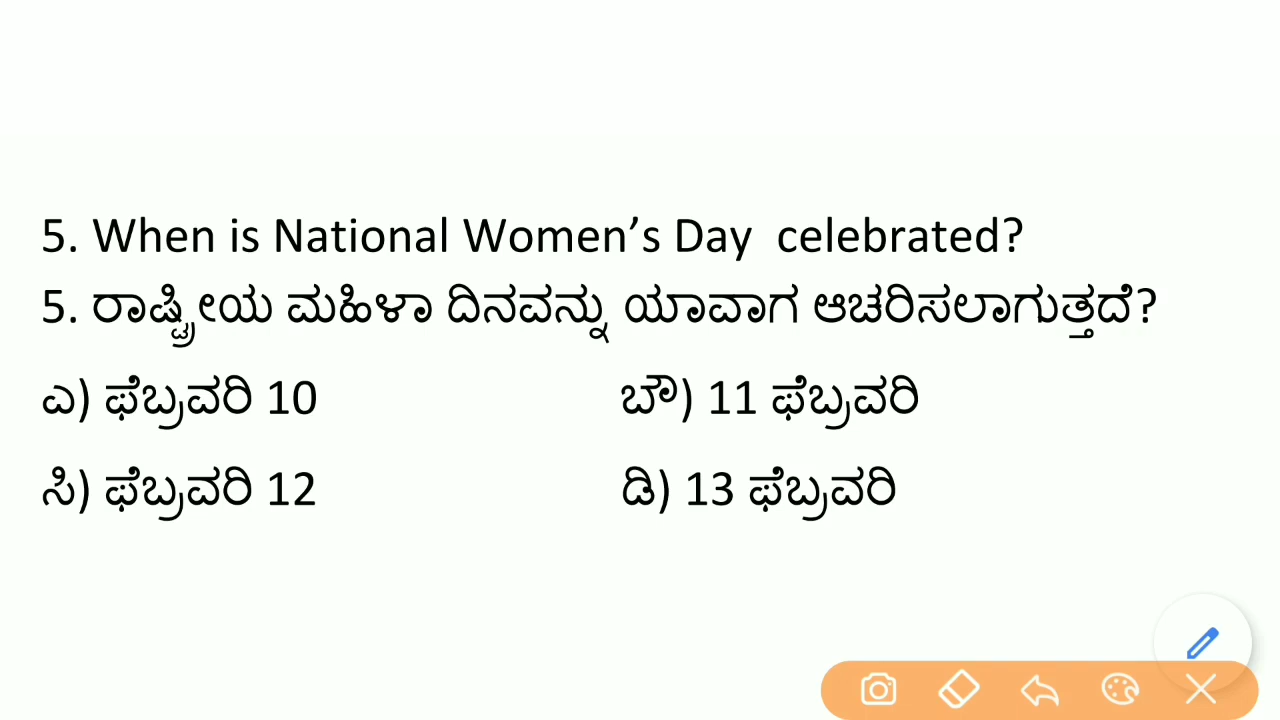 5. When is National Women's Day celebrated?
5. ರಾಷ್ಟ್ರೀಯ ಮಹಿಳಾ ದಿನವನ್ನು ಯಾವಾಗ ಆಚರಿಸಲಾಗುತ್ತದೆ?
ಎ) ಫೆಬ್ರವರಿ 10 ಬೌ) 11 ಫೆಬ್ರವರಿ
ಸಿ) ಫೆಬ್ರವರಿ 12 ಡಿ) 13 ಫೆಬ್ರವರಿ